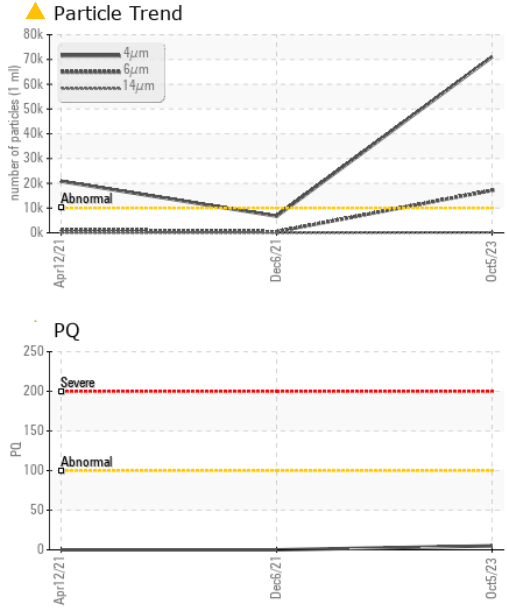 Particle Trend
80k
70k
60k
50k
40k
30k
20k
10k
0k
number of particles (1 ml)
4µm
6µm
14µm
Abnormal
Apr12/21
Dec6/21
Oct5/23
PQ
250
200
150
100
50
0
PQ
Severe
Abnormal
Apr12/21
Dec6/21
Oct5/23